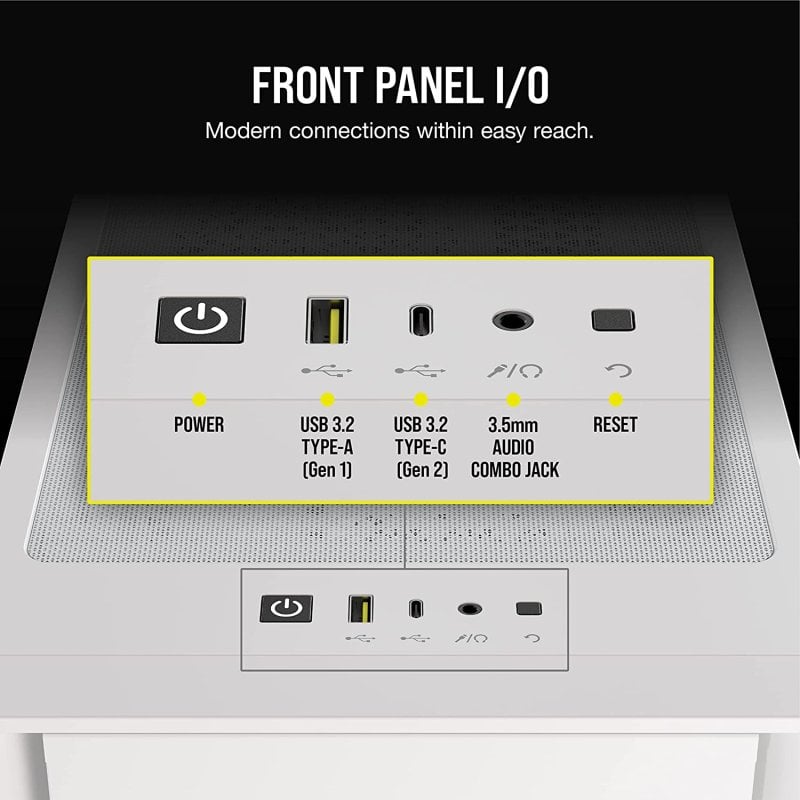 FRONT PANEL I/O
Modern connections within easy reach.
POWER
USB 3.2
TYPE-A
(Gen 1)
USB 3.2
TYPE-C
(Gen 2)
3.5mm
AUDIO
COMBO JACK
RESET